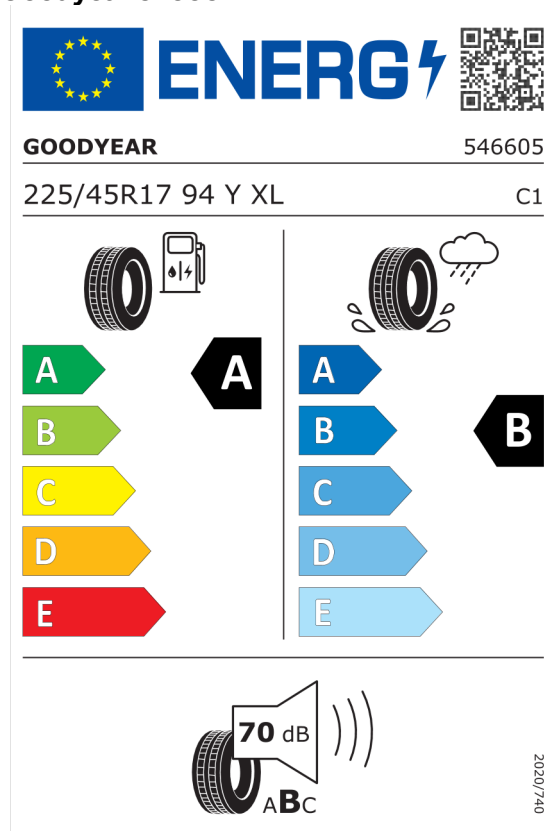 ENERG
GOODYEAR 546605
225/45R17 94 Y XL C1
A A A
B B B
C C
D D
E E
70 dB
ABC
2020/740